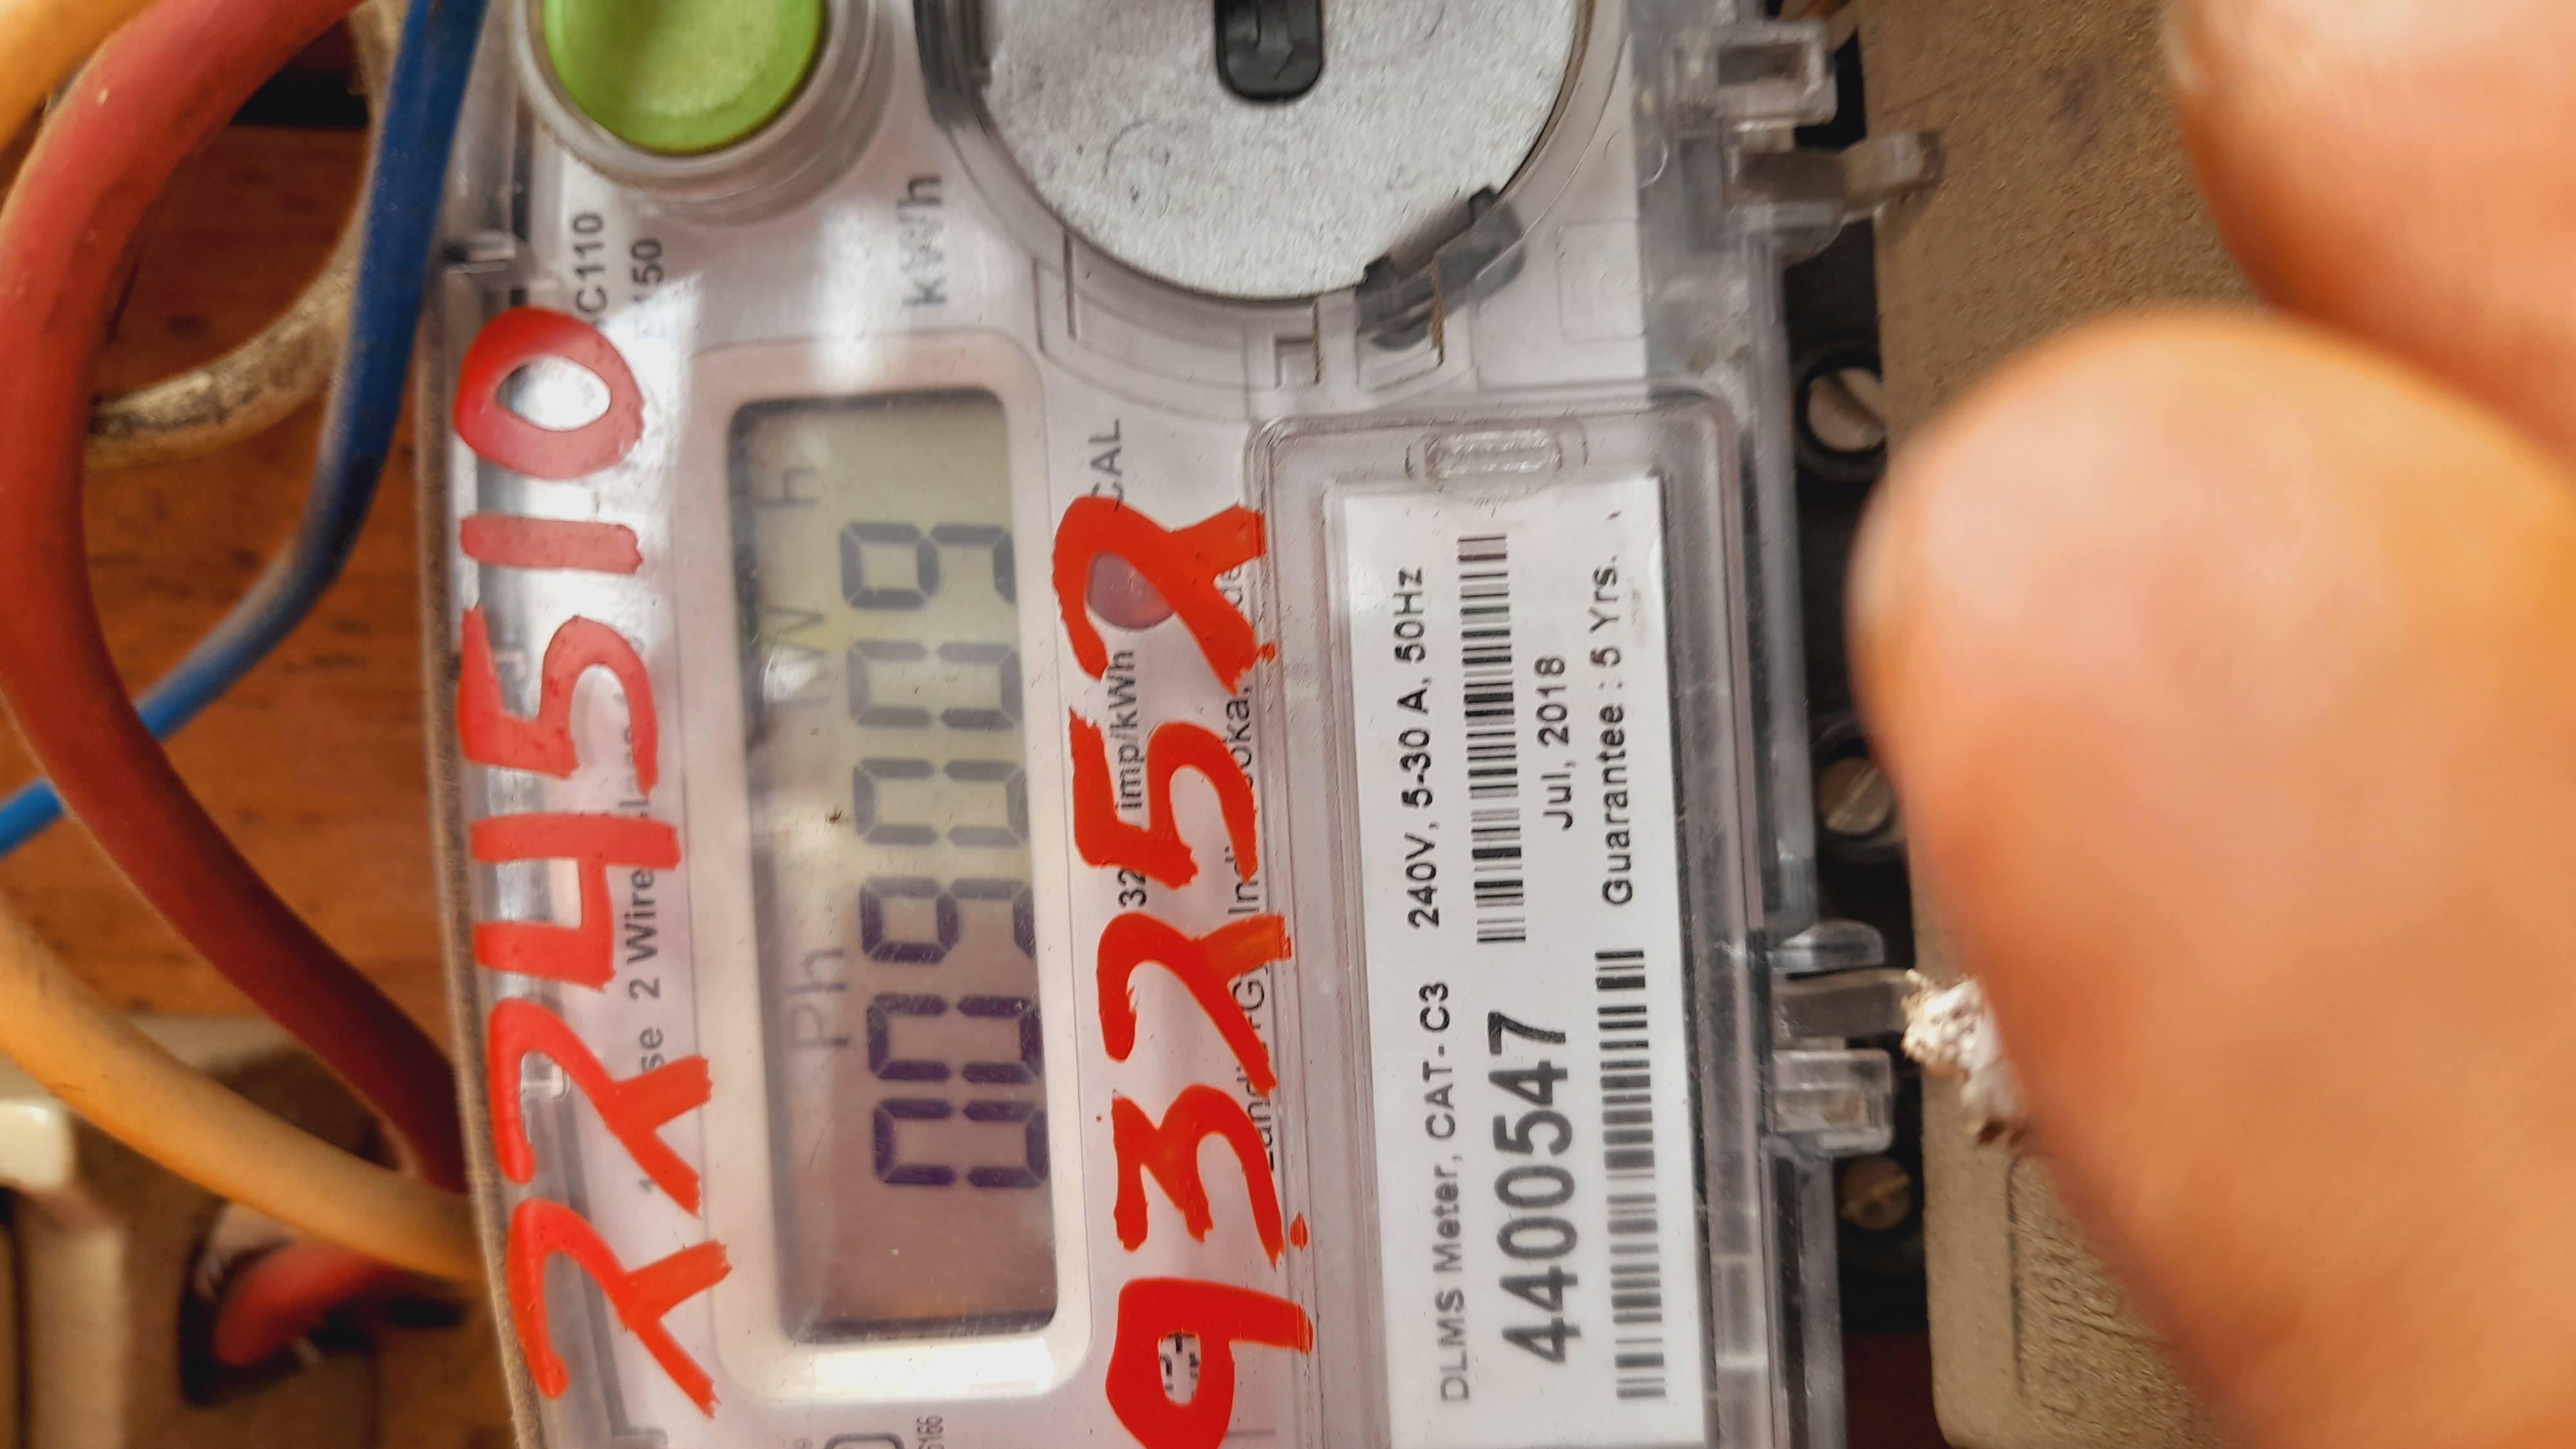 C110
150
224510
2 Wire
kWh
Ph
009009
CAL
imp/kWh
93252
DLMS Meter, CAT- C3 240V, 5-30 A, 50Hz
4400547
Jul, 2018
Guarantee : 5 Yrs.